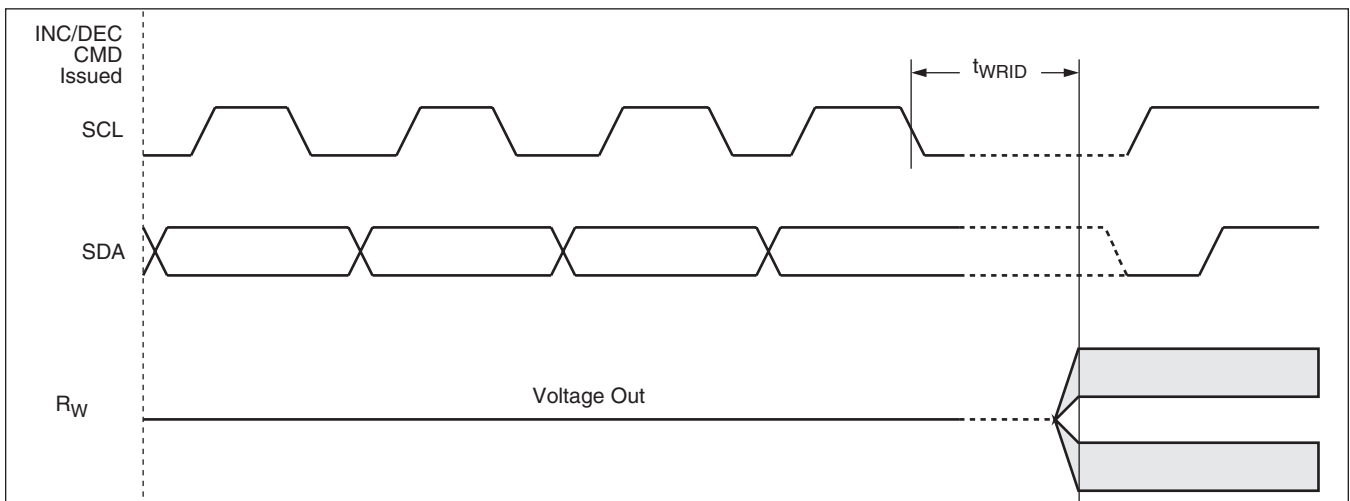 INC/DEC
CMD
Issued
tWRID
SCL
SDA
Voltage Out
RW